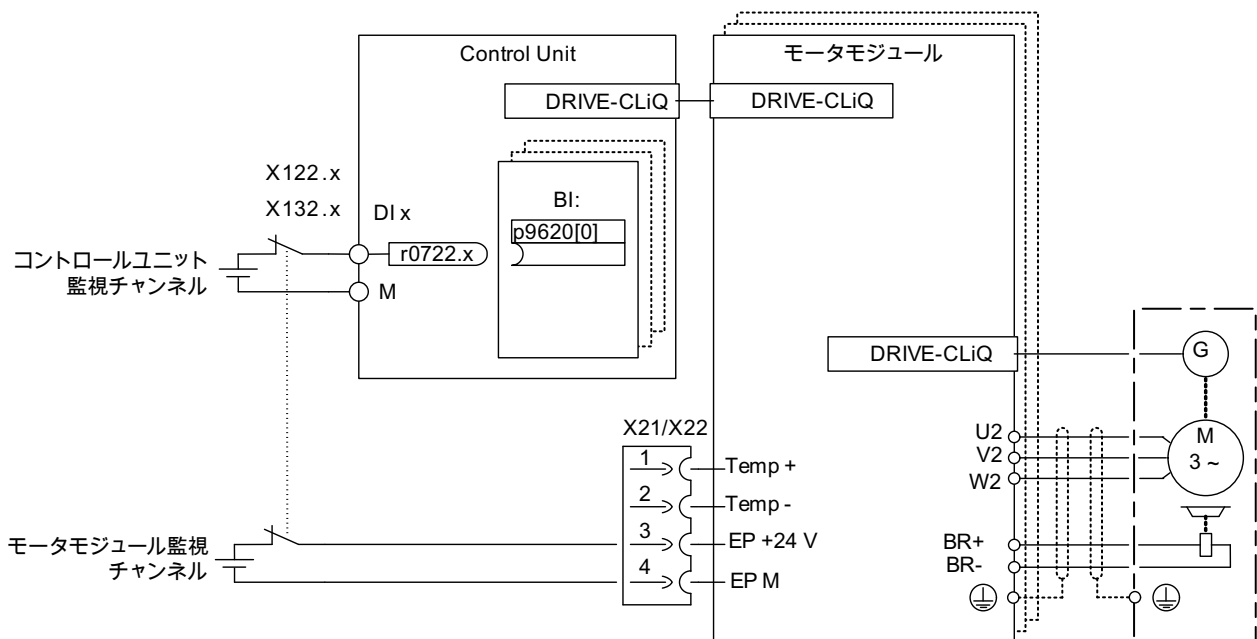 Control Unit
モータモジュール
DRIVE-CLiQ
DRIVE-CLiQ
X122.x
X132.x
DI x
BI:
p9620[0]
r0722.x
コントロールユニット
監視チャンネル
M
DRIVE-CLiQ
G
X21/X22
U2
V2
W2
M
3 ~
1
Temp +
2
Temp -
モータモジュール監視
チャンネル
3
EP +24 V
4
EP M
BR+
BR-